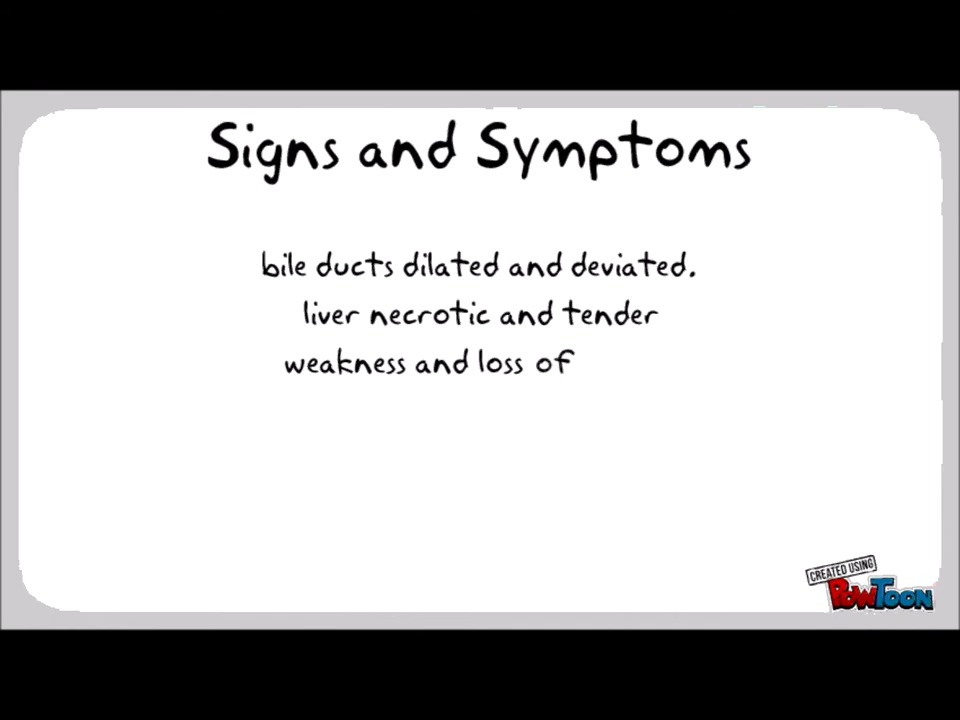 Signs and Symptoms
bile ducts dilated and deviated.
liver necrotic and tender
weakness and loss of
CREATED USING
POWTOON